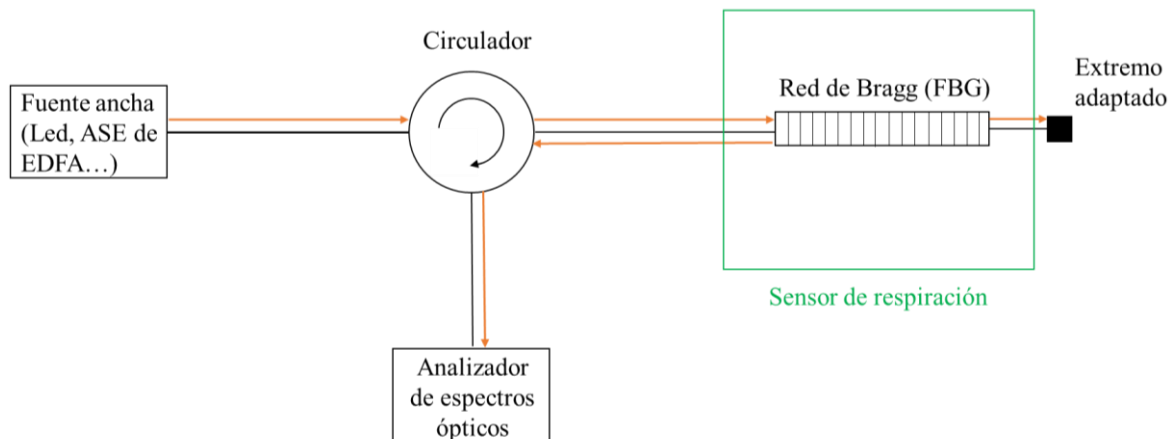 Circulador
Fuente ancha
(Led, ASE de
EDFA…)
Red de Bragg (FBG)
Extremo
adaptado
Sensor de respiración
Analizador
de espectros
ópticos